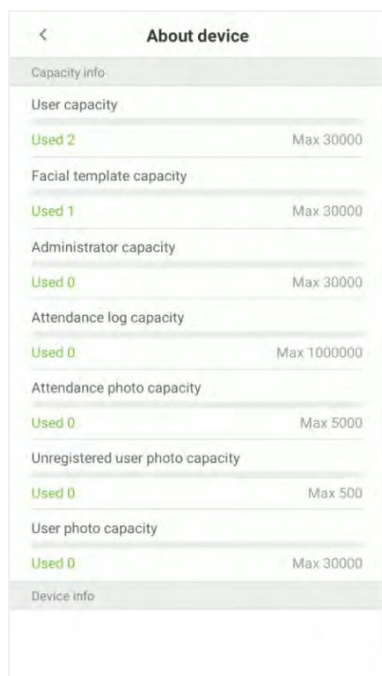 About device
Capacity info
User capacity
Used 2 Max 30000
Facial template capacity
Used 1 Max 30000
Administrator capacity
Used 0 Max 30000
Attendance log capacity
Used 0 Max 1000000
Attendance photo capacity
Used 0 Max 5000
Unregistered user photo capacity
Used 0 Max 500
User photo capacity
Used 0 Max 30000
Device info